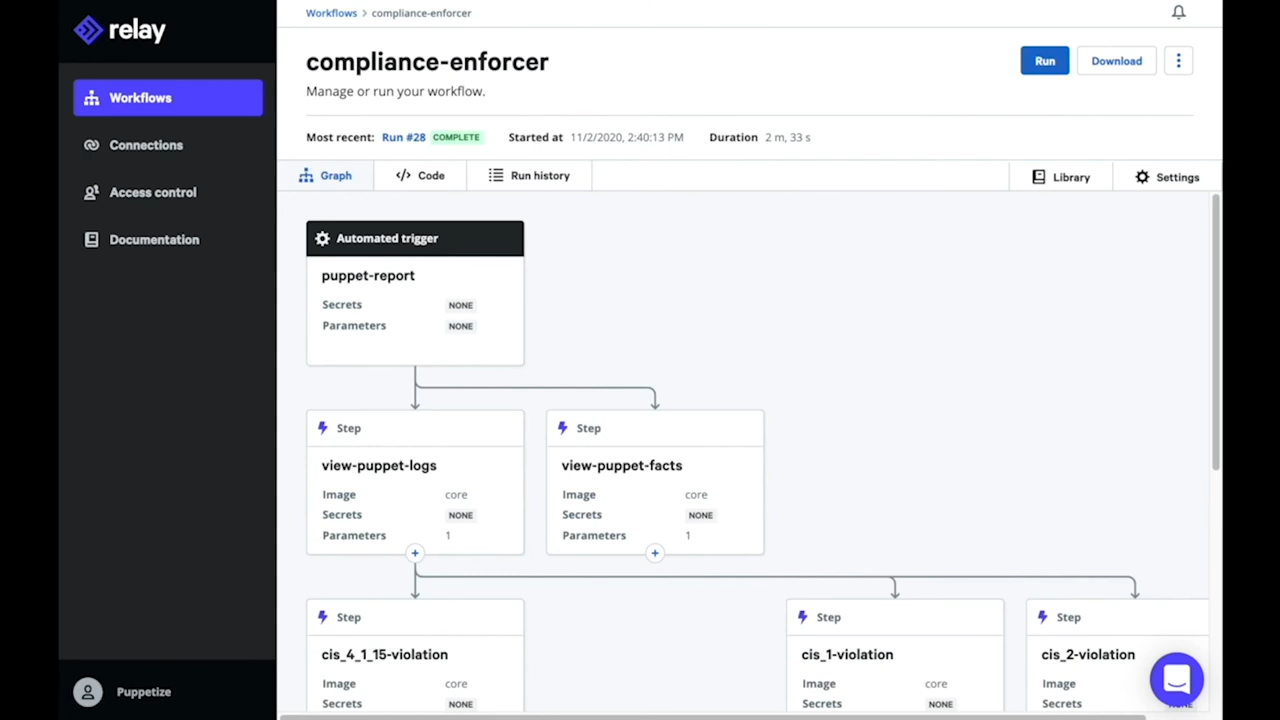 relay
Workflows > compliance-enforcer
Workflows
Connections
Access control
Documentation
Puppetize
compliance-enforcer
Manage or run your workflow.
Run
Download
Most recent: Run #28 COMPLETE Started at 11/2/2020, 2:40:13 PM Duration 2 m, 33 s
Graph
</> Code
Run history
Library
Settings
Automated trigger
puppet-report
Secrets NONE
Parameters NONE
Step
view-puppet-logs
Image core
Secrets NONE
Parameters 1
+
Step
view-puppet-facts
Image core
Secrets NONE
Parameters 1
+
Step
cis_4_1_15-violation
Image core
Secrets NONE
Step
cis_1-violation
Image core
Secrets NONE
Step
cis_2-violation
Image
Secrets NONE